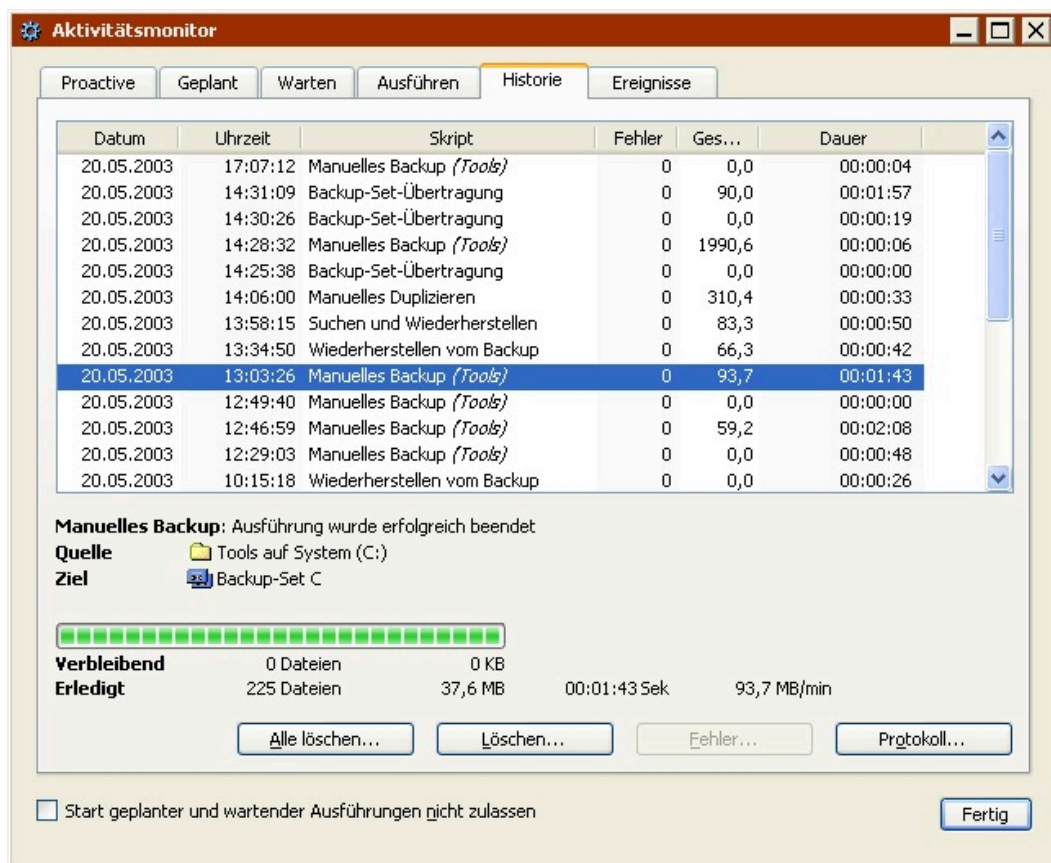 Aktivitätsmonitor
Proactive Geplant Warten Ausführen Historie Ereignisse
Datum Uhrzeit Skript Fehler Ges... Dauer
20.05.2003 17:07:12 Manuelles Backup (Tools) 0 0,0 00:00:04
20.05.2003 14:31:09 Backup-Set-Übertragung 0 90,0 00:01:57
20.05.2003 14:30:26 Backup-Set-Übertragung 0 0,0 00:00:19
20.05.2003 14:28:32 Manuelles Backup (Tools) 0 1990,6 00:00:06
20.05.2003 14:25:38 Backup-Set-Übertragung 0 0,0 00:00:00
20.05.2003 14:06:00 Manuelles Duplizieren 0 310,4 00:00:33
20.05.2003 13:58:15 Suchen und Wiederherstellen 0 83,3 00:00:50
20.05.2003 13:34:50 Wiederherstellen vom Backup 0 66,3 00:00:42
20.05.2003 13:03:26 Manuelles Backup (Tools) 0 93,7 00:01:43
20.05.2003 12:49:40 Manuelles Backup (Tools) 0 0,0 00:00:00
20.05.2003 12:46:59 Manuelles Backup (Tools) 0 59,2 00:02:08
20.05.2003 12:29:03 Manuelles Backup (Tools) 0 0,0 00:00:48
20.05.2003 10:15:18 Wiederherstellen vom Backup 0 0,0 00:00:26
Manuelles Backup: Ausführung wurde erfolgreich beendet
Quelle Tools auf System (C:)
Ziel Backup-Set C
Verbleibend 0 Dateien 0 KB
Erledigt 225 Dateien 37,6 MB 00:01:43 Sek 93,7 MB/min
Alle löschen... Löschen... Fehler... Protokoll...
Start geplanter und wartender Ausführungen nicht zulassen Fertig